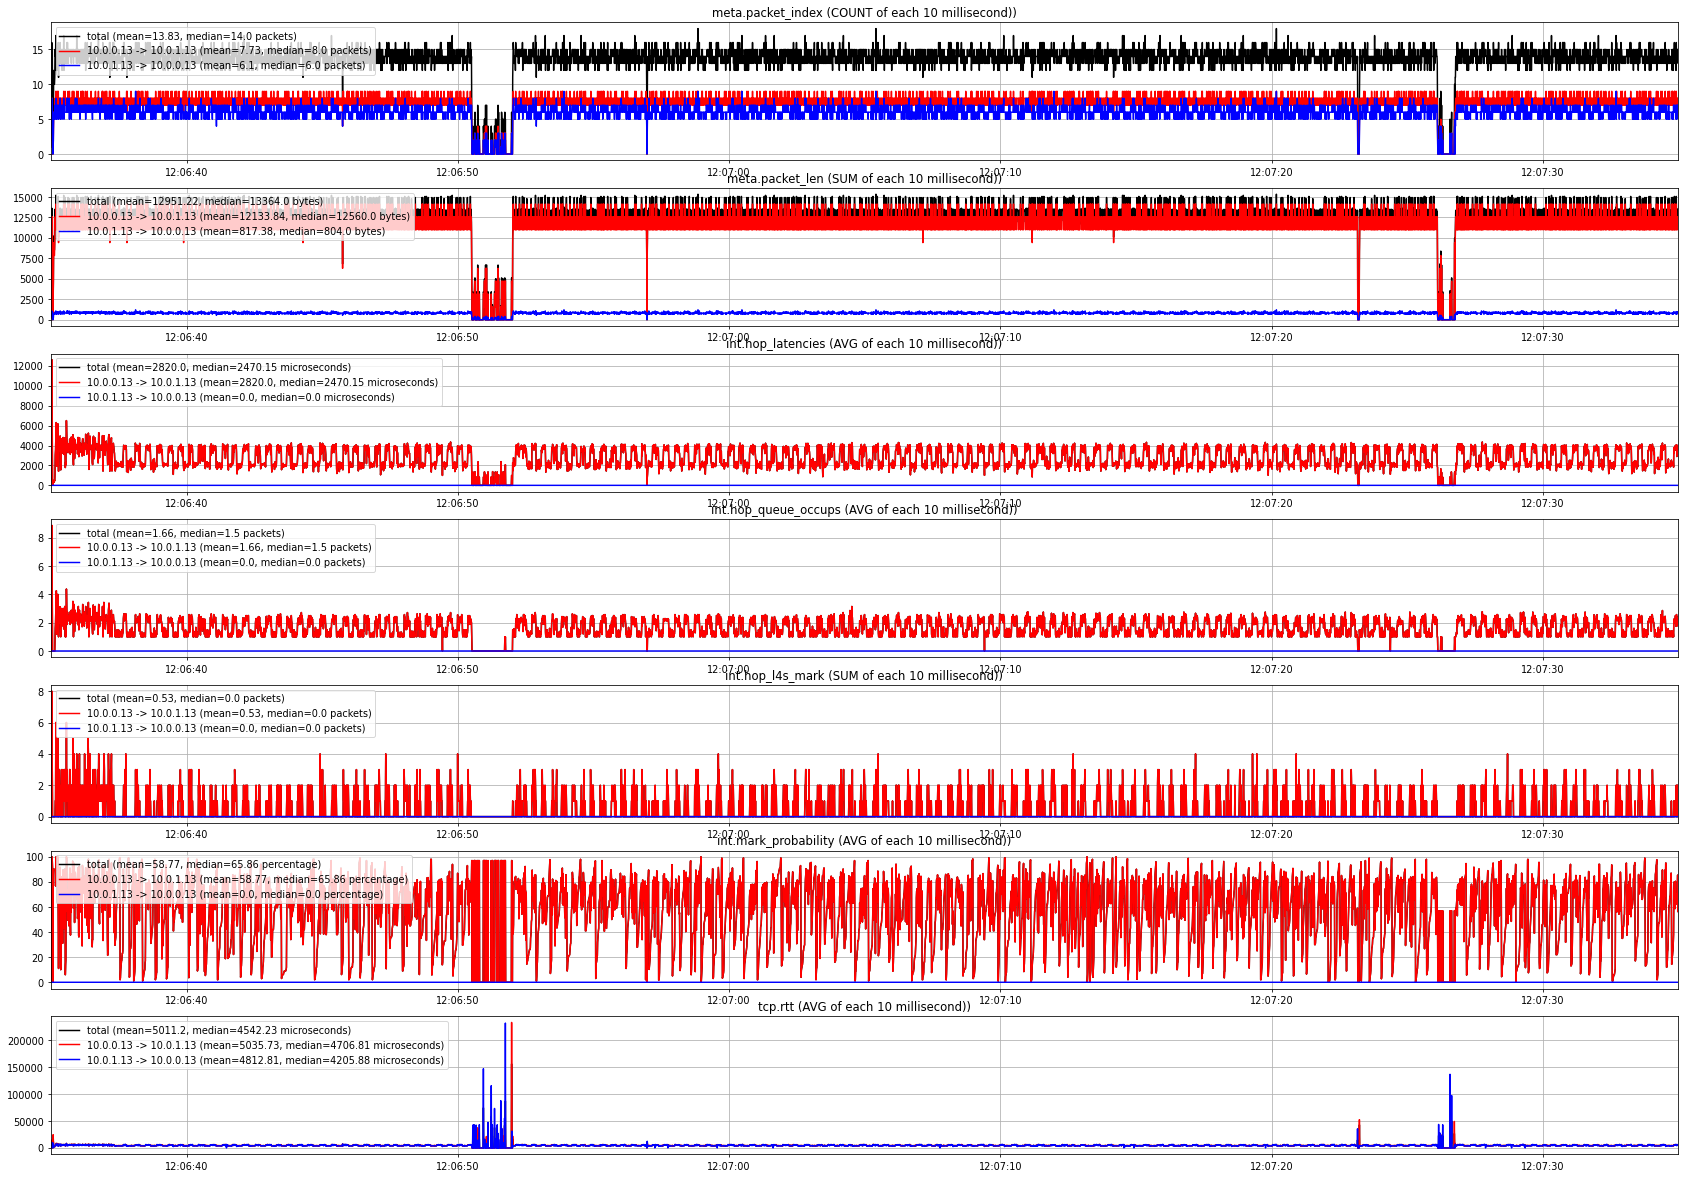 meta.packet_index (COUNT of each 10 millisecond))
total (mean=13.83, median=14.0 packets)
10.0.0.13 -> 10.0.1.13 (mean=7.73, median=8.0 packets)
10.0.1.13 -> 10.0.0.13 (mean=6.1, median=6.0 packets)
15
10
5
0
12:06:40 12:06:50 12:07:00 12:07:10 12:07:20 12:07:30
meta.packet_len (SUM of each 10 millisecond))
total (mean=12951.22, median=13364.0 bytes)
10.0.0.13 -> 10.0.1.13 (mean=12133.84, median=12560.0 bytes)
10.0.1.13 -> 10.0.0.13 (mean=817.38, median=804.0 bytes)
15000
12500
10000
7500
5000
2500
0
12:06:40 12:06:50 12:07:00 12:07:10 12:07:20 12:07:30
int.hop_latencies (AVG of each 10 millisecond))
total (mean=2820.0, median=2470.15 microseconds)
10.0.0.13 -> 10.0.1.13 (mean=2820.0, median=2470.15 microseconds)
10.0.1.13 -> 10.0.0.13 (mean=0.0, median=0.0 microseconds)
12000
10000
8000
6000
4000
2000
0
12:06:40 12:06:50 12:07:00 12:07:10 12:07:20 12:07:30
int.hop_queue_occups (AVG of each 10 millisecond))
total (mean=1.66, median=1.5 packets)
10.0.0.13 -> 10.0.1.13 (mean=1.66, median=1.5 packets)
10.0.1.13 -> 10.0.0.13 (mean=0.0, median=0.0 packets)
8
6
4
2
0
12:06:40 12:06:50 12:07:00 12:07:10 12:07:20 12:07:30
int.hop_l4s_mark (SUM of each 10 millisecond))
total (mean=0.53, median=0.0 packets)
10.0.0.13 -> 10.0.1.13 (mean=0.53, median=0.0 packets)
10.0.1.13 -> 10.0.0.13 (mean=0.0, median=0.0 packets)
8
6
4
2
0
12:06:40 12:06:50 12:07:00 12:07:10 12:07:20 12:07:30
int.mark_probability (AVG of each 10 millisecond))
total (mean=58.77, median=65.86 percentage)
10.0.0.13 -> 10.0.1.13 (mean=58.77, median=65.86 percentage)
10.0.1.13 -> 10.0.0.13 (mean=0.0, median=0.0 percentage)
100
80
60
40
20
0
12:06:40 12:06:50 12:07:00 12:07:10 12:07:20 12:07:30
tcp.rtt (AVG of each 10 millisecond))
total (mean=5011.2, median=4542.23 microseconds)
10.0.0.13 -> 10.0.1.13 (mean=5035.73, median=4706.81 microseconds)
10.0.1.13 -> 10.0.0.13 (mean=4812.81, median=4205.88 microseconds)
200000
150000
100000
50000
0
12:06:40 12:06:50 12:07:00 12:07:10 12:07:20 12:07:30